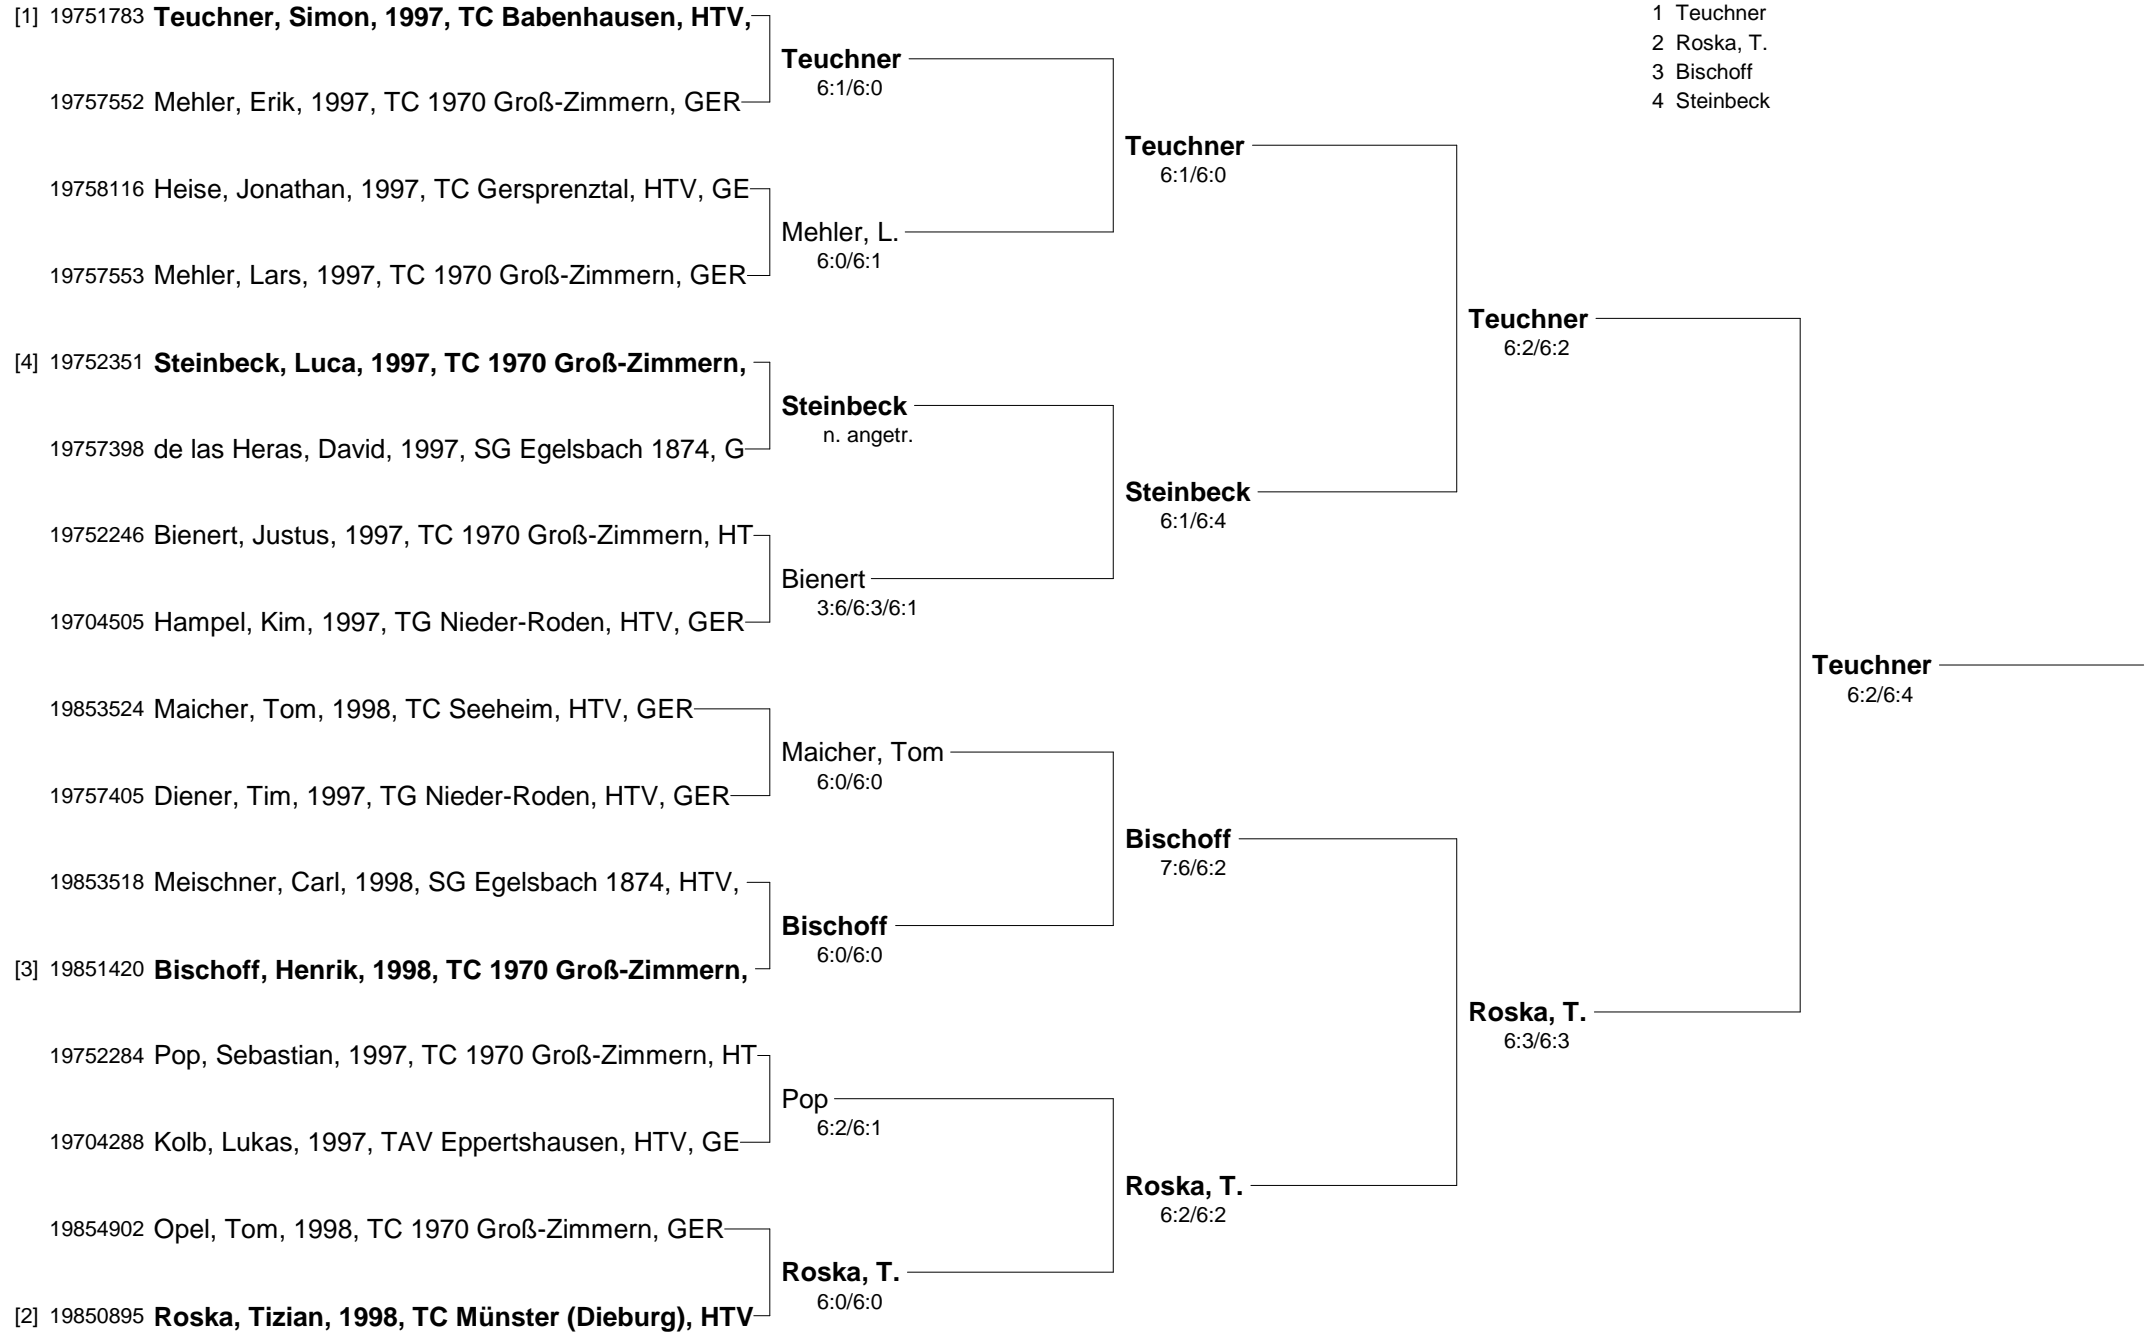 [1] 19751783 Teuchner, Simon, 1997, TC Babenhausen, HTV,
19757552 Mehler, Erik, 1997, TC 1970 Groß-Zimmern, GER
19758116 Heise, Jonathan, 1997, TC Gersprenztal, HTV, GE
19757553 Mehler, Lars, 1997, TC 1970 Groß-Zimmern, GER
[4] 19752351 Steinbeck, Luca, 1997, TC 1970 Groß-Zimmern,
19757398 de las Heras, David, 1997, SG Egelsbach 1874, G
19752246 Bienert, Justus, 1997, TC 1970 Groß-Zimmern, HT
19704505 Hampel, Kim, 1997, TG Nieder-Roden, HTV, GER
19853524 Maicher, Tom, 1998, TC Seeheim, HTV, GER
19757405 Diener, Tim, 1997, TG Nieder-Roden, HTV, GER
19853518 Meischner, Carl, 1998, SG Egelsbach 1874, HTV,
[3] 19851420 Bischoff, Henrik, 1998, TC 1970 Groß-Zimmern,
19752284 Pop, Sebastian, 1997, TC 1970 Groß-Zimmern, HT
19704288 Kolb, Lukas, 1997, TAV Eppertshausen, HTV, GE
19854902 Opel, Tom, 1998, TC 1970 Groß-Zimmern, GER
[2] 19850895 Roska, Tizian, 1998, TC Münster (Dieburg), HTV
Teuchner
6:1/6:0
Mehler, L.
6:0/6:1
Steinbeck
n. angetr.
Bienert
3:6/6:3/6:1
Maicher, Tom
6:0/6:0
Bischoff
6:0/6:0
Pop
6:2/6:1
Roska, T.
6:0/6:0
Teuchner
6:1/6:0
Steinbeck
6:1/6:4
Bischoff
7:6/6:2
Roska, T.
6:2/6:2
Teuchner
6:2/6:2
Roska, T.
6:3/6:3
Teuchner
6:2/6:4
1 Teuchner
2 Roska, T.
3 Bischoff
4 Steinbeck